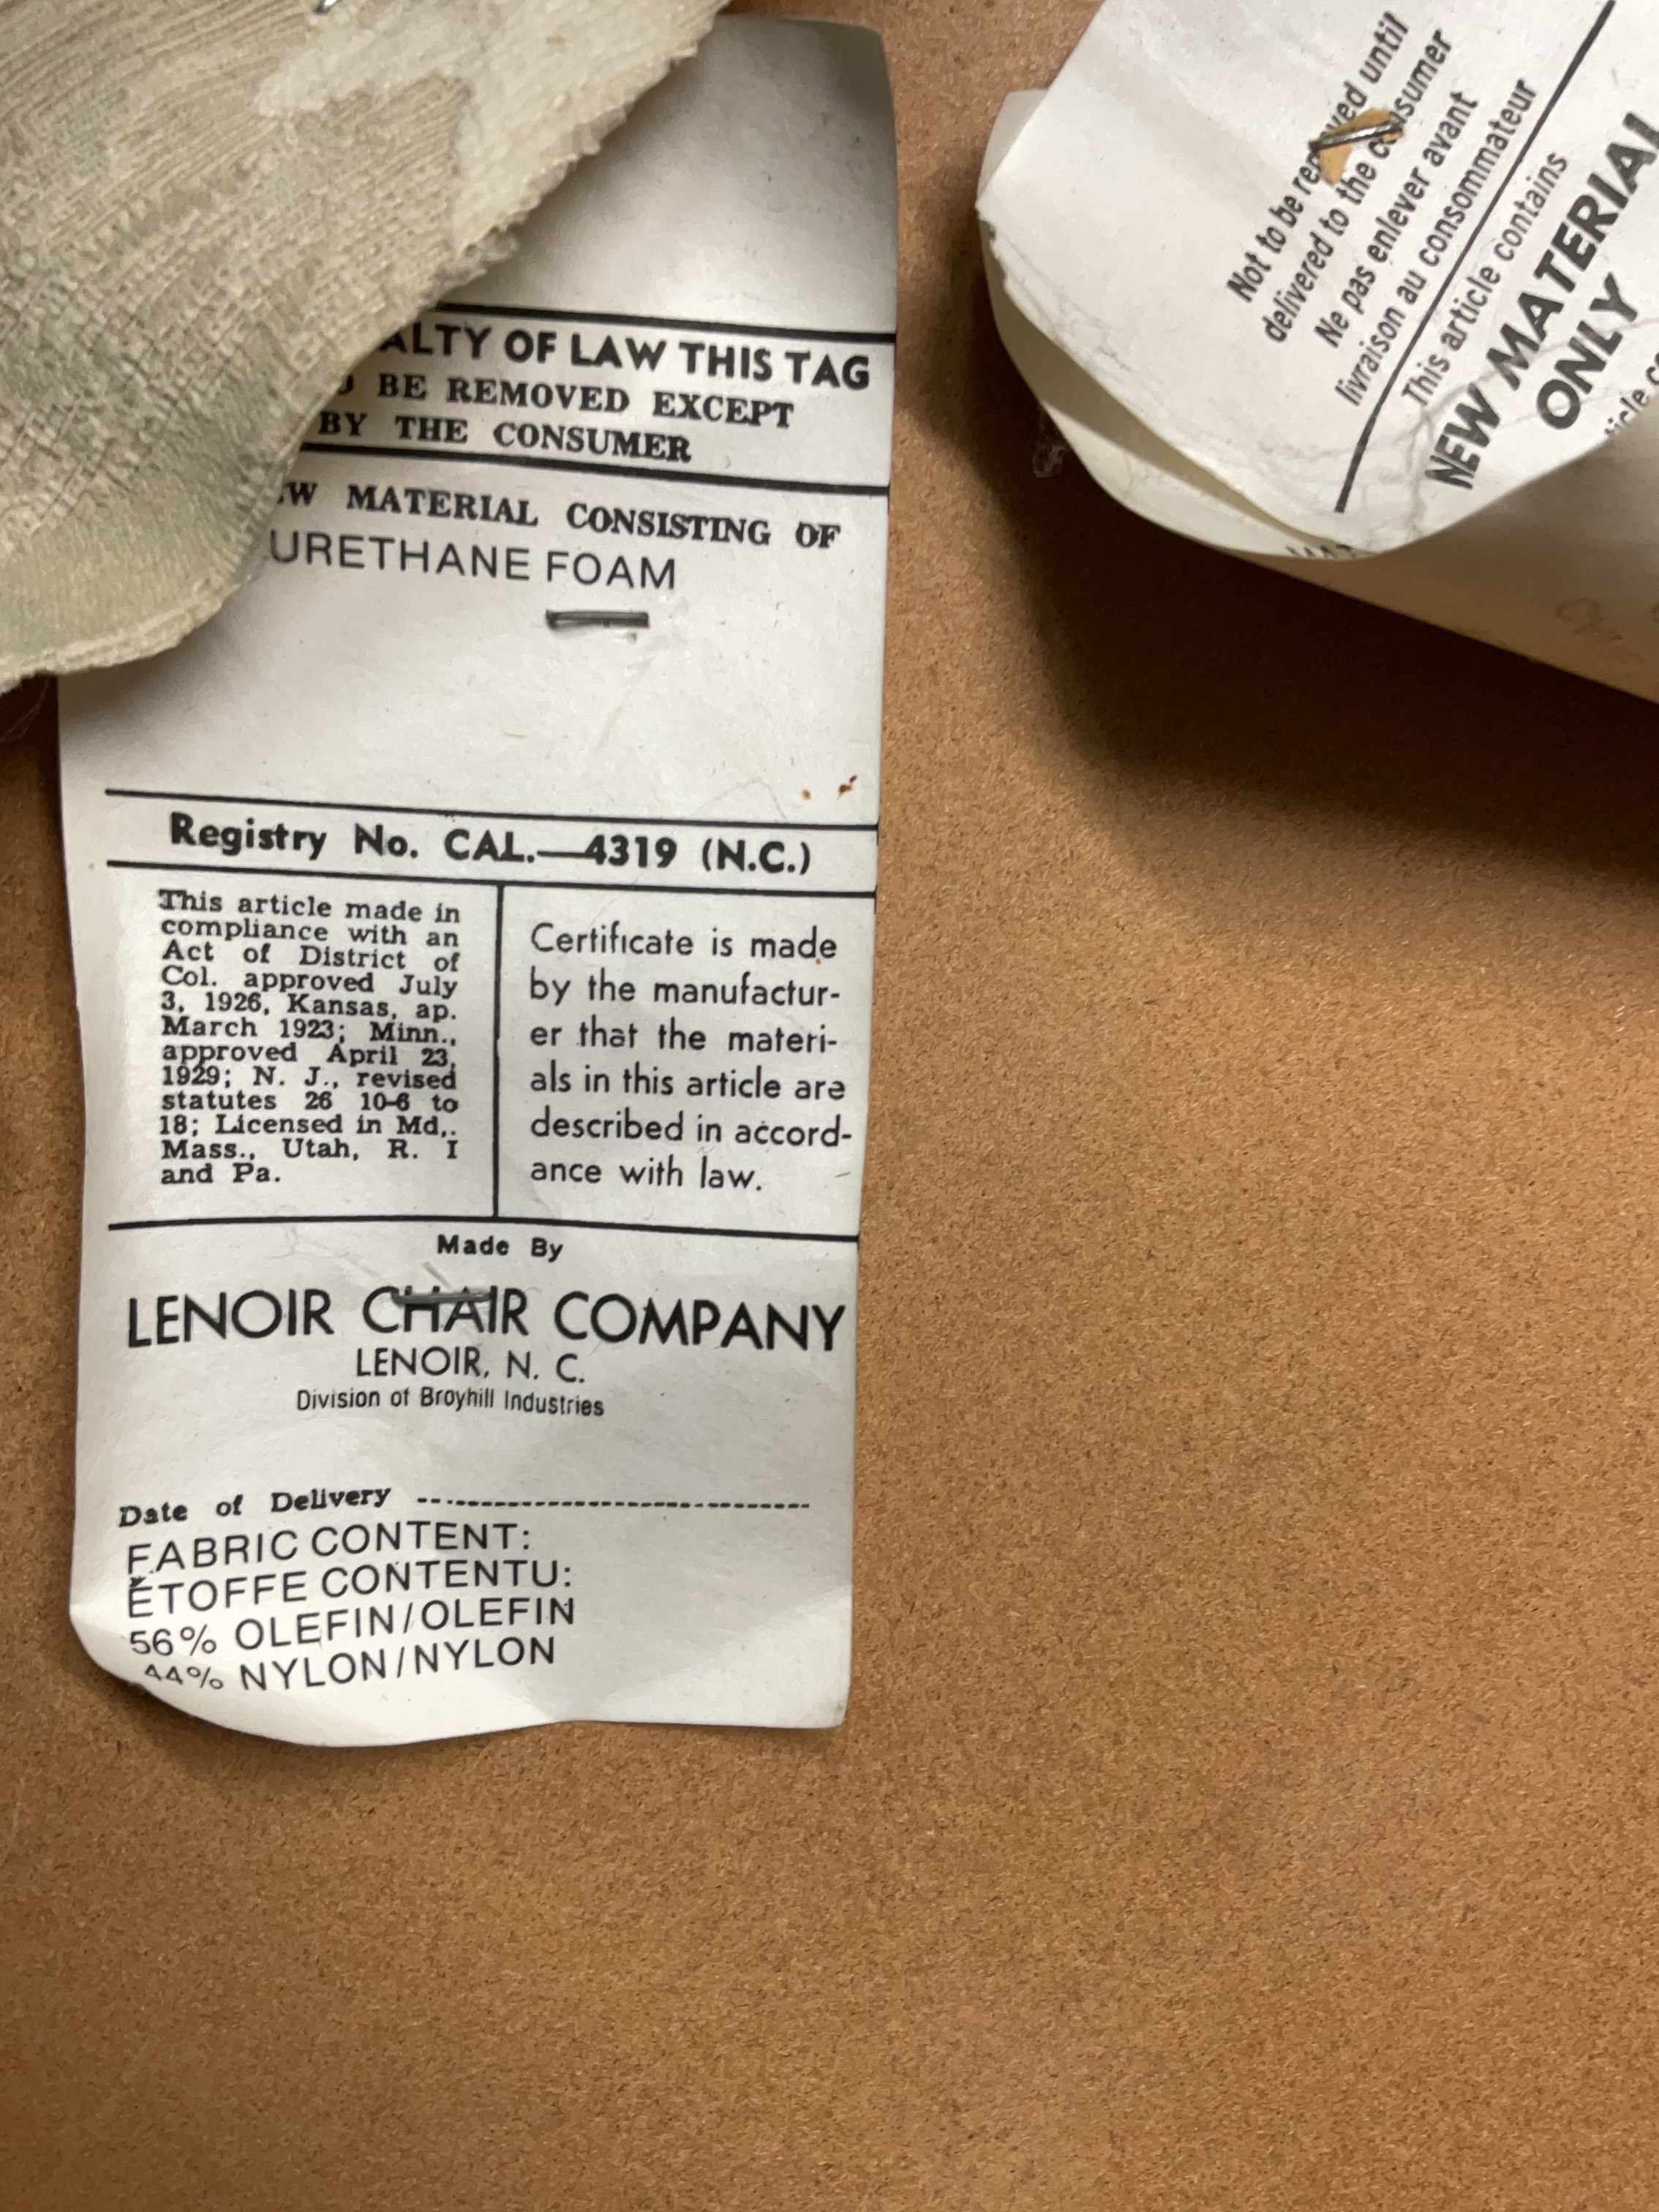 ALTY OF LAW THIS TAG
BE REMOVED EXCEPT
BY THE CONSUMER
MATERIAL CONSISTING OF
URETHANE FOAM
Registry No. CAL.—4319 (N.C.)
This article made in
compliance with an
Act of District of
Col. approved July
3, 1926, Kansas, ap.
March 1923; Minn.,
approved April 23,
1929; N. J., revised
statutes 26 10-6 to
18; Licensed in Md,.
Mass., Utah, R. I
and Pa.
Certificate is made
by the manufactur-
er that the materi-
als in this article are
described in accord-
ance with law.
Made By
LENOIR CHAIR COMPANY
LENOIR, N. C.
Division of Broyhill Industries
Date of Delivery
FABRIC CONTENT:
ÉTOFFE CONTENTU:
56% OLEFIN/OLEFIN
44% NYLON/NYLON
Not to be removed until
delivered to the consumer
Ne pas enlever avant
livraison au consommateur
This article contains
NEW MATERIAL
ONLY